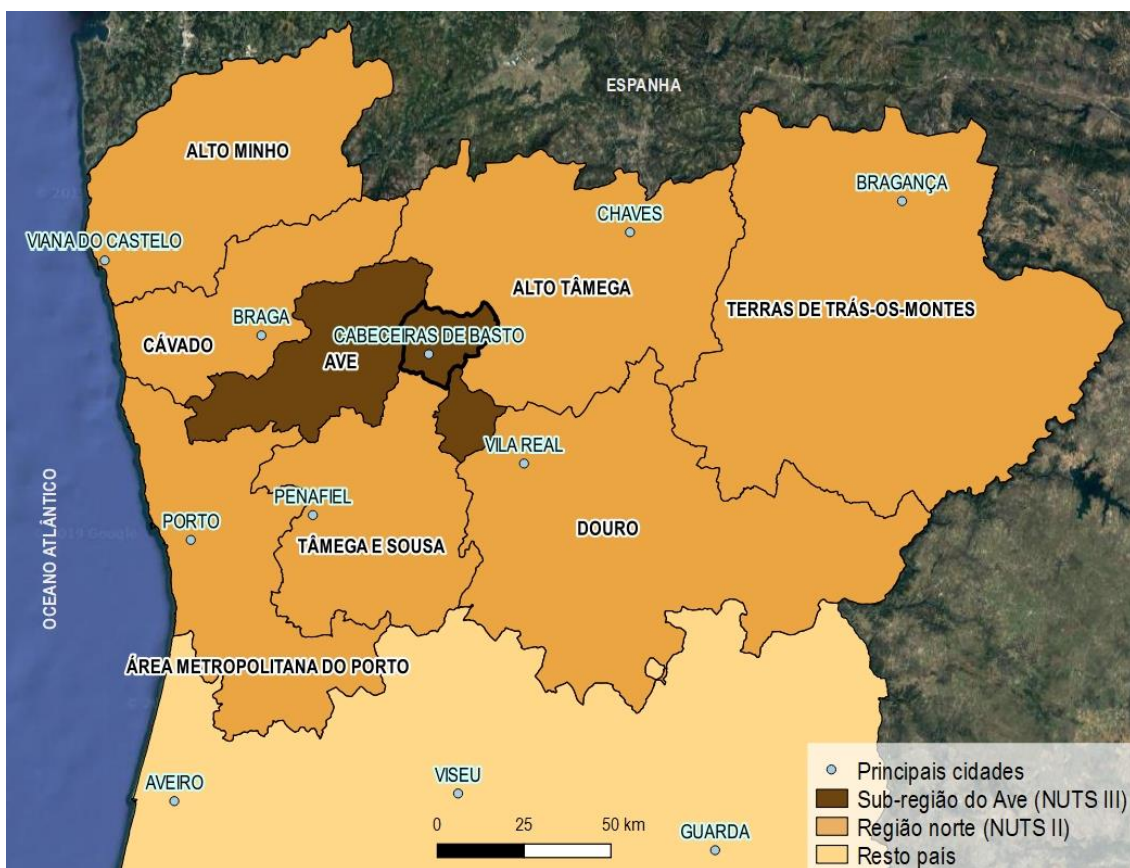 ESPANHA
ALTO MINHO
BRAGANÇA
CHAVES
VIANA DO CASTELO
ALTO TÂMEGA
TERRAS DE TRÁS-OS-MONTES
BRAGA
CABECEIRAS DE BASTO
CÁVADO
AVE
VILA REAL
PENAFIEL
PORTO
DOURO
TÂMEGA E SOUSA
OCEANO ATLÂNTICO
ÁREA METROPOLITANA DO PORTO
AVEIRO
VISEU
GUARDA
0 25 50 km
Principais cidades
Sub-região do Ave (NUTS III)
Região norte (NUTS II)
Resto país